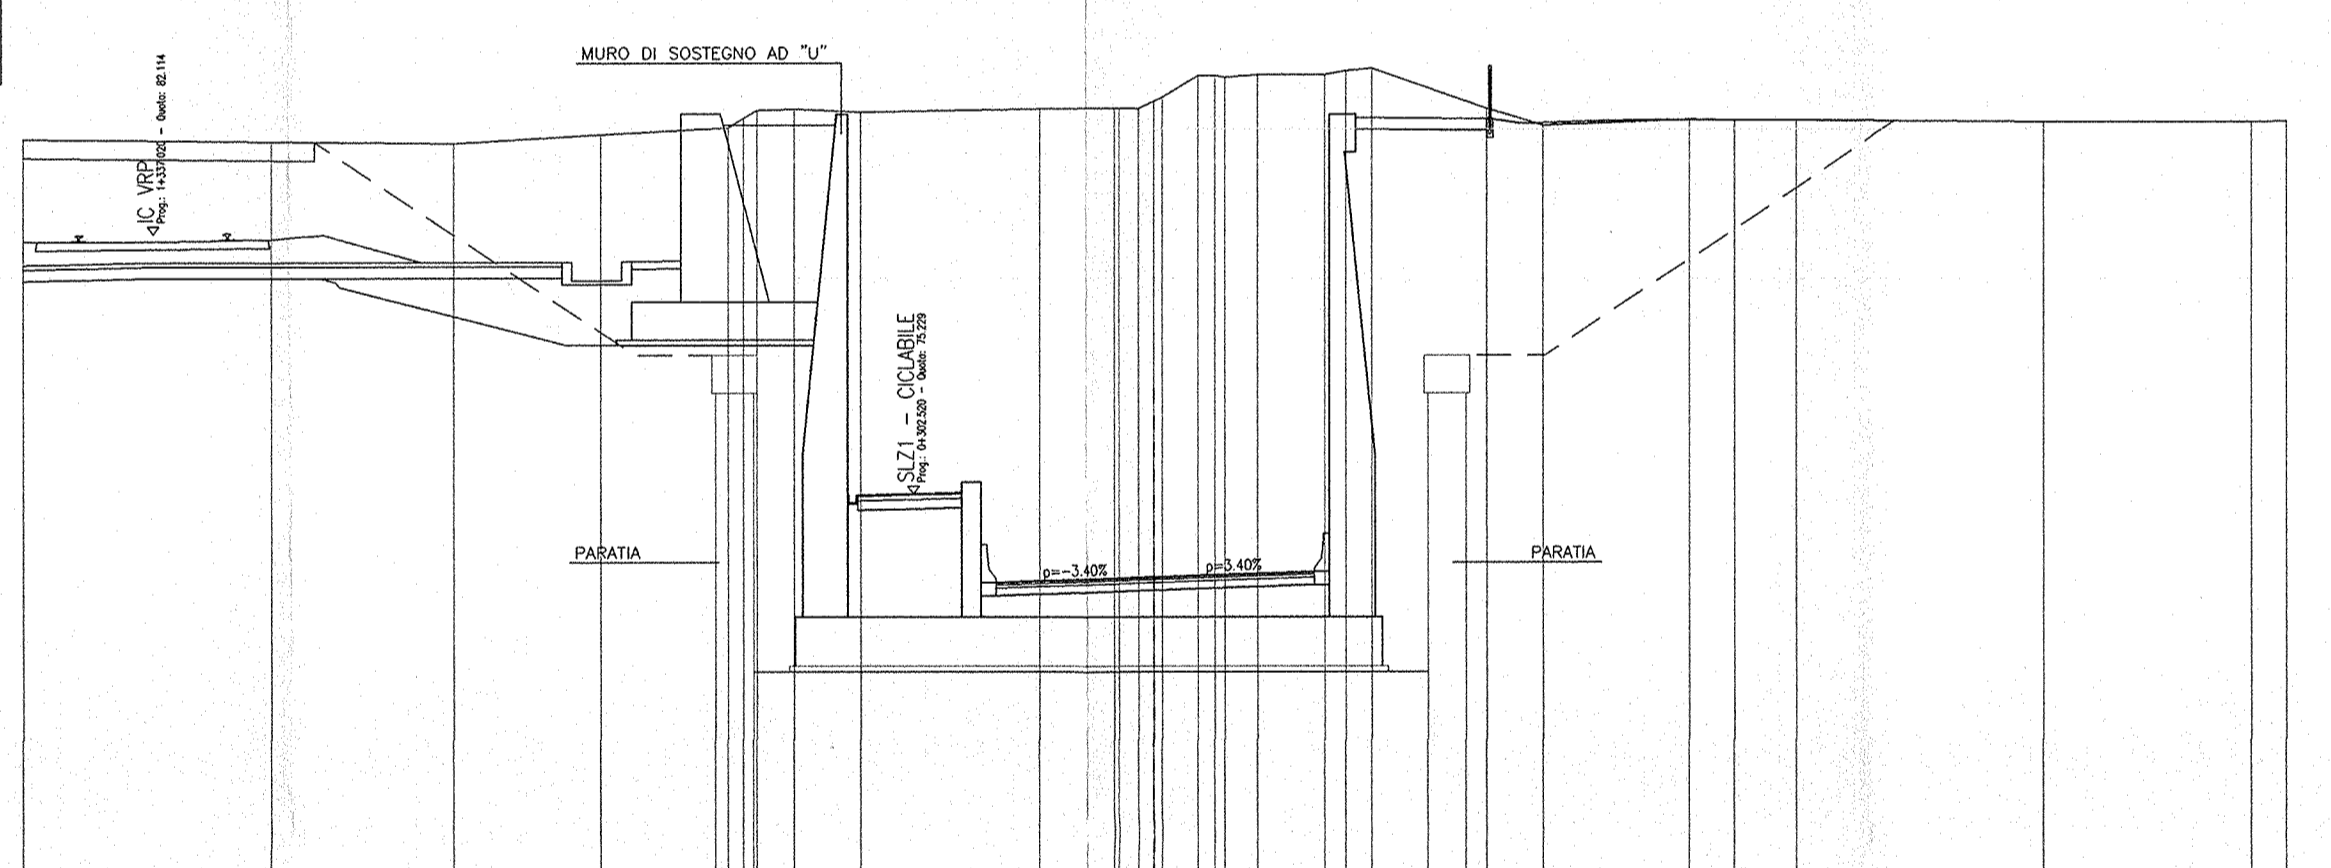 MURO DI SOSTEGNO AD "U"
IC VRP
Prog.: 1+337.020 - Quota: 82.114
SLZ1 - CICLABILE
Prog.: 0+302.520 - Quota: 75.229
PARATIA
p=-3.40%
p=3.40%
PARATIA